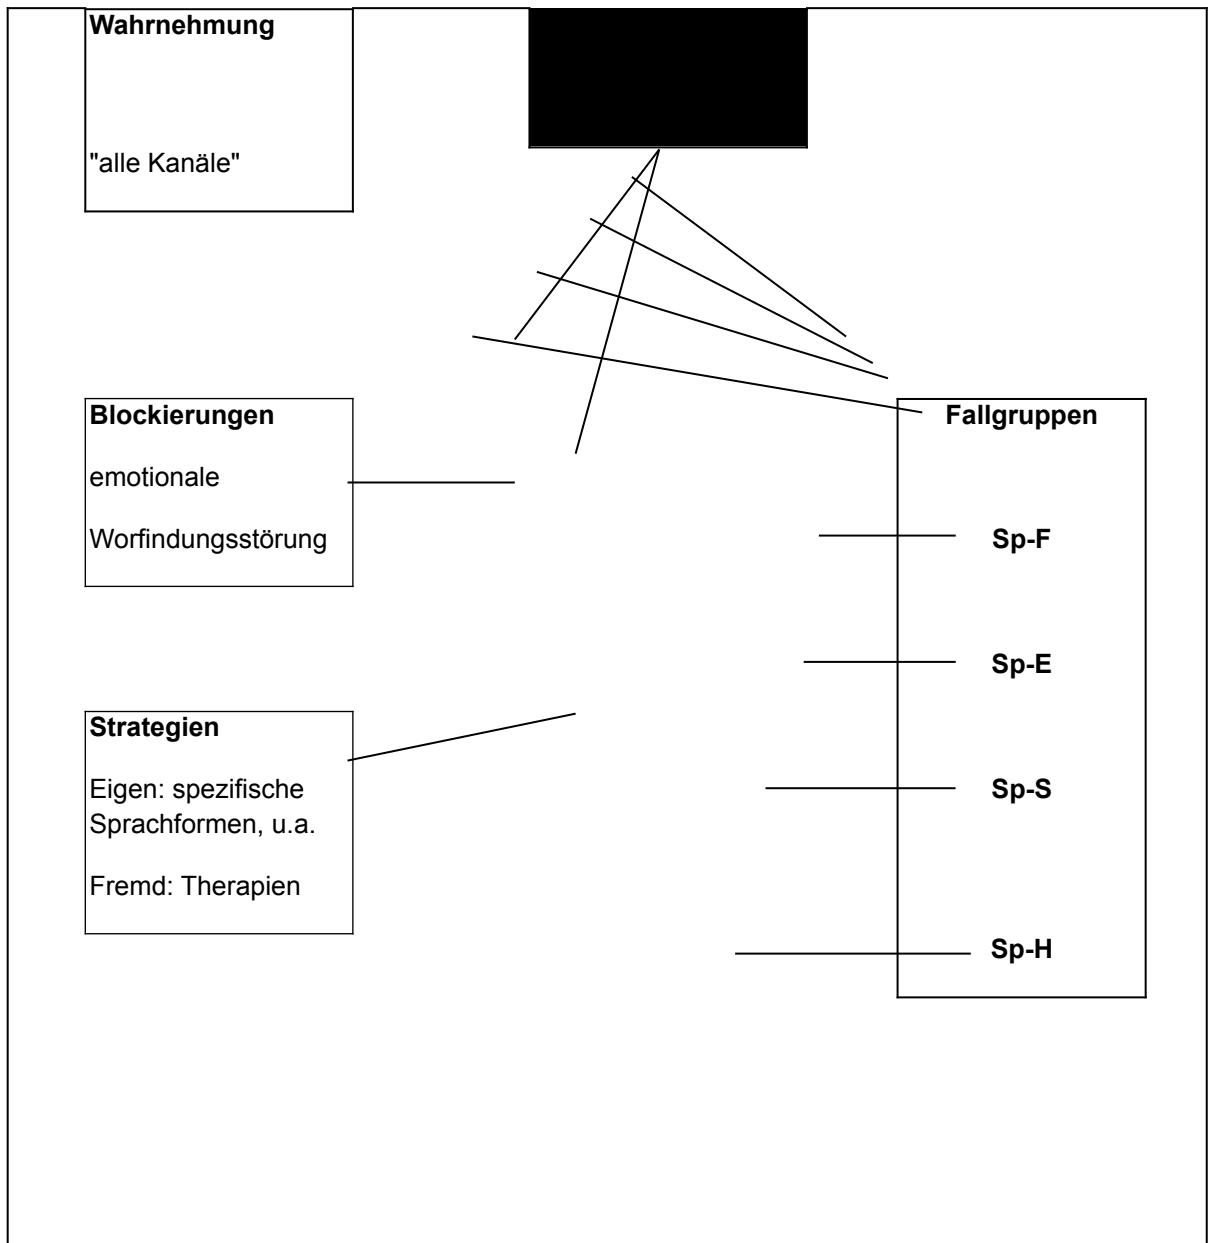 Wahrnehmung
"alle Kanäle"
Blockierungen
emotionale
Worfindungsstörung
Strategien
Eigen: spezifische
Sprachformen, u.a.
Fremd: Therapien
Fallgruppen
Sp-F
Sp-E
Sp-S
Sp-H